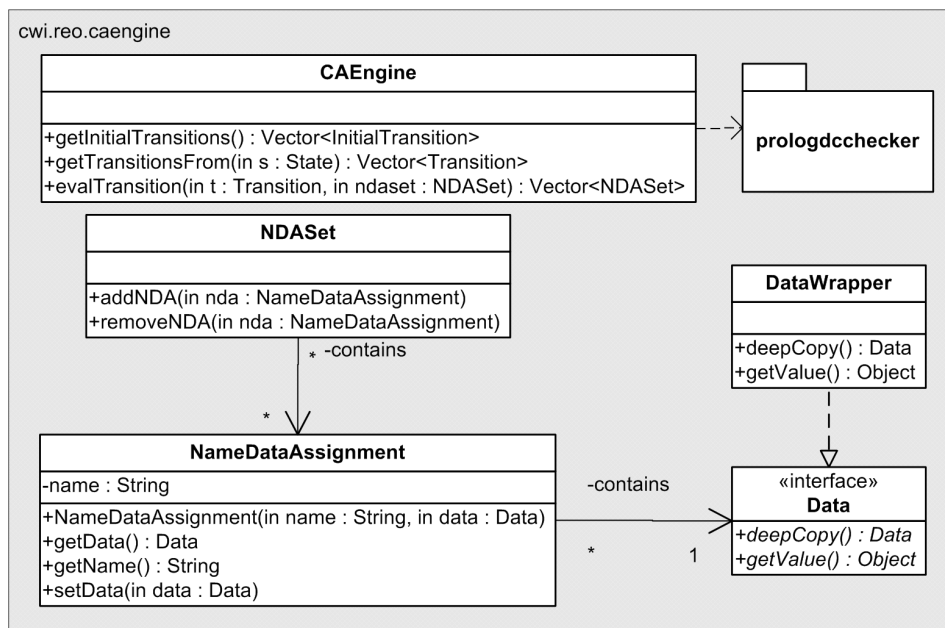 cwi.reo.caengine
CAEngine
+getInitialTransitions() : Vector<InitialTransition>
+getTransitionsFrom(in s : State) : Vector<Transition>
+evalTransition(in t : Transition, in ndaset : NDASet) : Vector<NDASet>
prologdcchecker
NDASet
+addNDA(in nda : NameDataAssignment)
+removeNDA(in nda : NameDataAssignment)
DataWrapper
+deepCopy() : Data
+getValue() : Object
* -contains
*
NameDataAssignment
-name : String
+NameDataAssignment(in name : String, in data : Data)
+getData() : Data
+getName() : String
+setData(in data : Data)
-contains
* 1
«interface»
Data
+deepCopy() : Data
+getValue() : Object